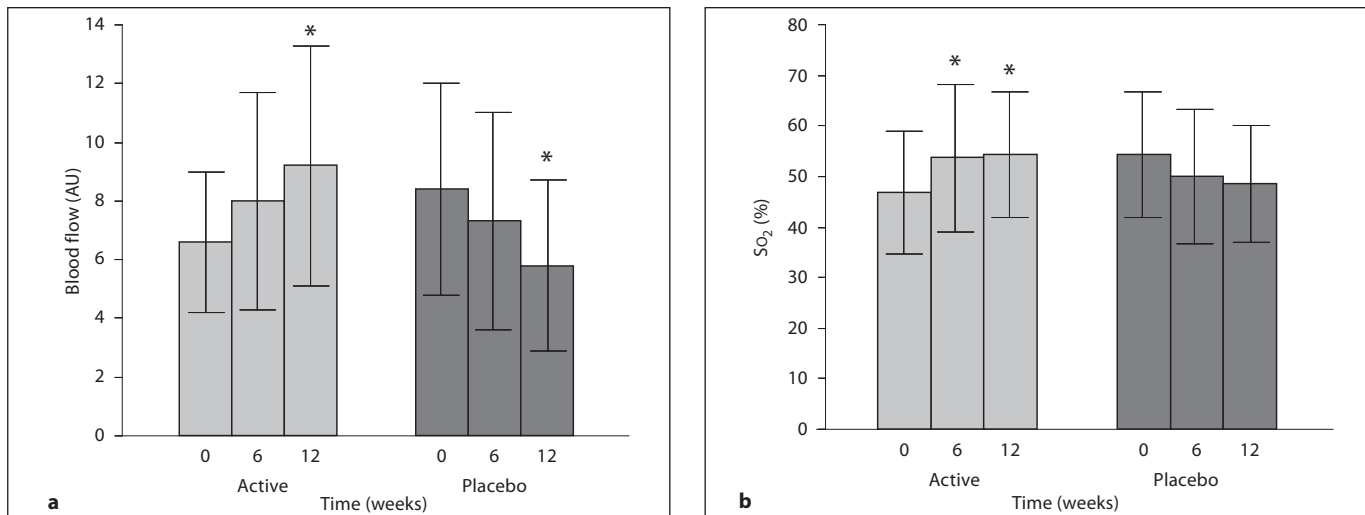 14
12
10
8
6
4
2
0
Blood flow (AU)
*
*
0 6 12 0 6 12
Active Placebo
Time (weeks)
a
80
70
60
50
40
30
20
10
0
So₂ (%)
* *
0 6 12 0 6 12
Active Placebo
Time (weeks)
b